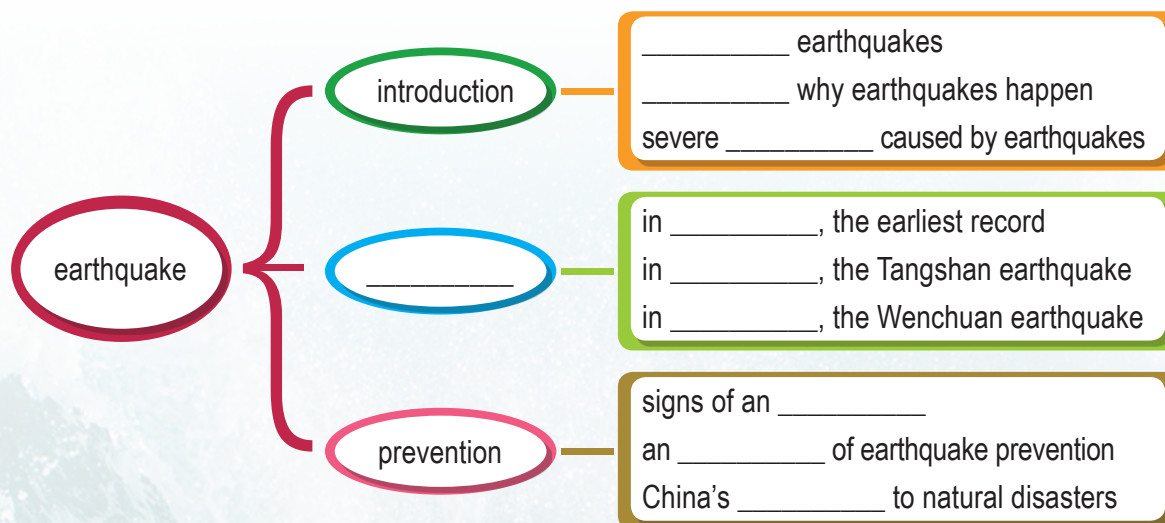 earthquake
introduction
__________ earthquakes
__________ why earthquakes happen
severe __________ caused by earthquakes
__________
in __________, the earliest record
in __________, the Tangshan earthquake
in __________, the Wenchuan earthquake
prevention
signs of an __________
an __________ of earthquake prevention
China’s __________ to natural disasters